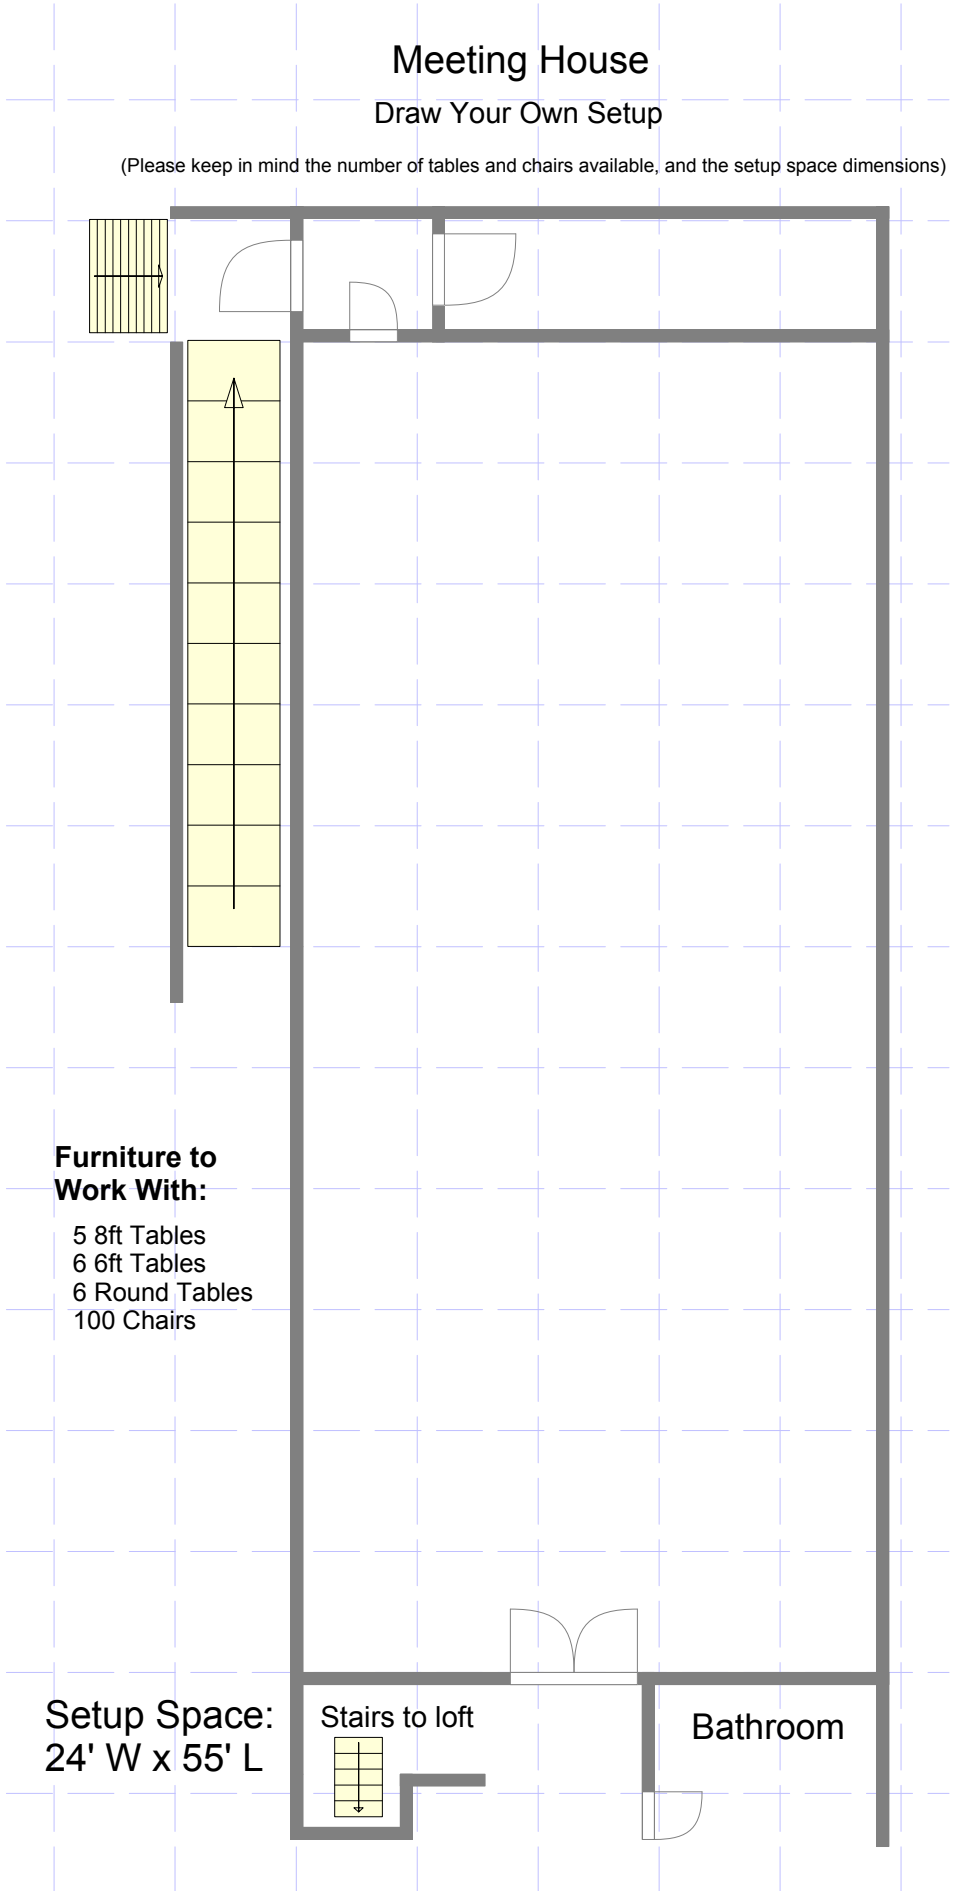 Meeting House
Draw Your Own Setup
(Please keep in mind the number of tables and chairs available, and the setup space dimensions)
Furniture to
Work With:
5 8ft Tables
6 6ft Tables
6 Round Tables
100 Chairs
Setup Space:
24' W x 55' L
Stairs to loft
Bathroom